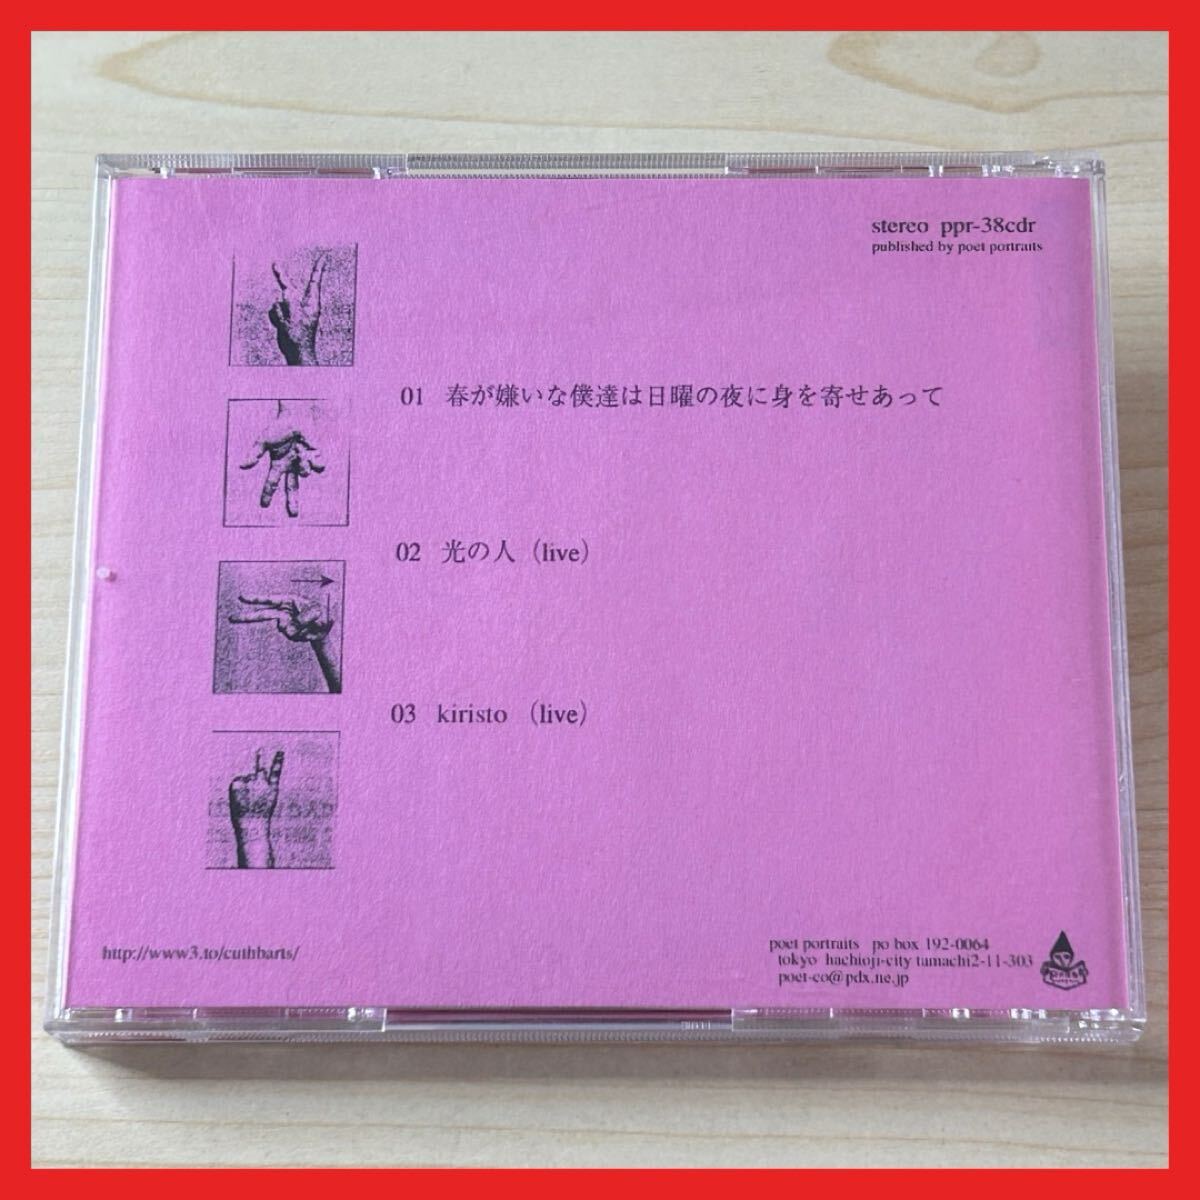 stereo ppr-38cdr
published by poet portraits
01 春が嫌いな僕達は日曜の夜に身を寄せあって
02 光の人（live）
03 kiristo （live）
http://www3.to/cuthbarts/
poet portraits po box 192-0064
tokyo hachioji-city tamachi2-11-303
poet-co@pdx.ne.jp